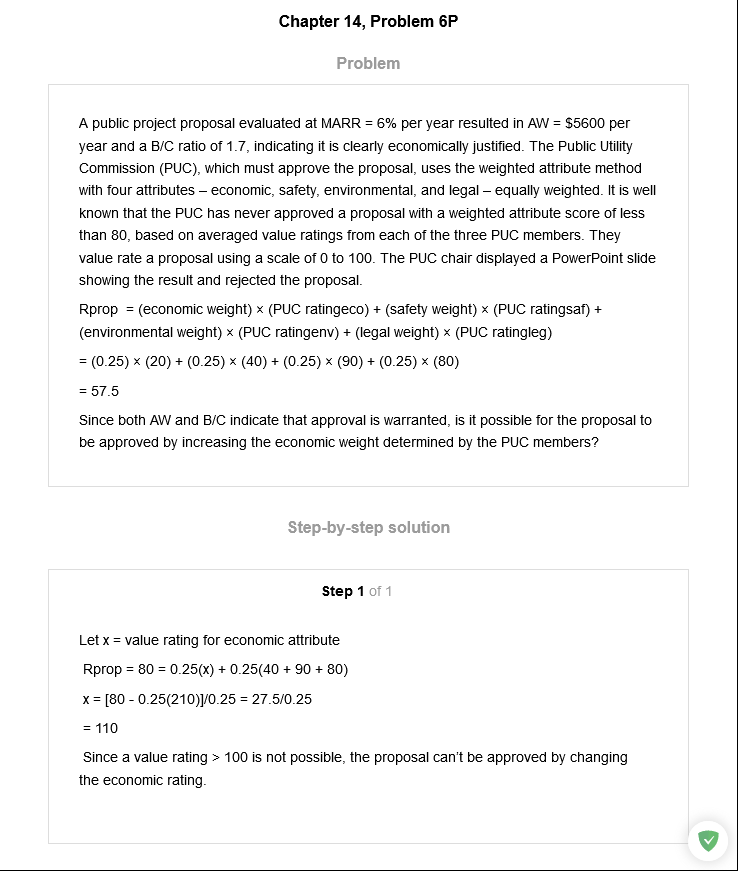 Chapter 14, Problem 6P
Problem
A public project proposal evaluated at MARR = 6% per year resulted in AW = $5600 per
year and a B/C ratio of 1.7, indicating it is clearly economically justified. The Public Utility
Commission (PUC), which must approve the proposal, uses the weighted attribute method
with four attributes – economic, safety, environmental, and legal – equally weighted. It is well
known that the PUC has never approved a proposal with a weighted attribute score of less
than 80, based on averaged value ratings from each of the three PUC members. They
value rate a proposal using a scale of 0 to 100. The PUC chair displayed a PowerPoint slide
showing the result and rejected the proposal.
Rprop = (economic weight) × (PUC ratingeco) + (safety weight) × (PUC ratingsaf) +
(environmental weight) × (PUC ratingenv) + (legal weight) × (PUC ratingleg)
= (0.25) × (20) + (0.25) × (40) + (0.25) × (90) + (0.25) × (80)
= 57.5
Since both AW and B/C indicate that approval is warranted, is it possible for the proposal to
be approved by increasing the economic weight determined by the PUC members?
Step-by-step solution
Step 1 of 1
Let x = value rating for economic attribute
Rprop = 80 = 0.25(x) + 0.25(40 + 90 + 80)
x = [80 - 0.25(210)]/0.25 = 27.5/0.25
= 110
Since a value rating > 100 is not possible, the proposal can't be approved by changing
the economic rating.